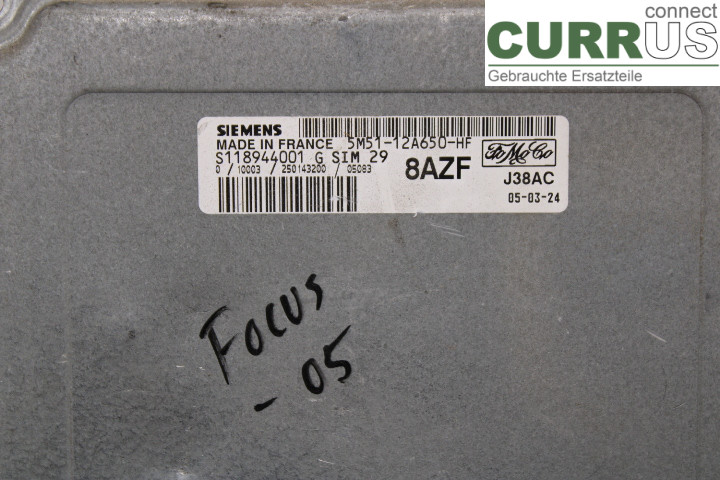 connect
CURRUS
Gebrauchte Ersatzteile
SIEMENS
MADE IN FRANCE 5M51-12A650-HF
S118944001 G SIM 29
0 / 10003 / 250143200 / 05083
8AZF
FoMoCo
J38AC
05-03-24
FOCUS
-05